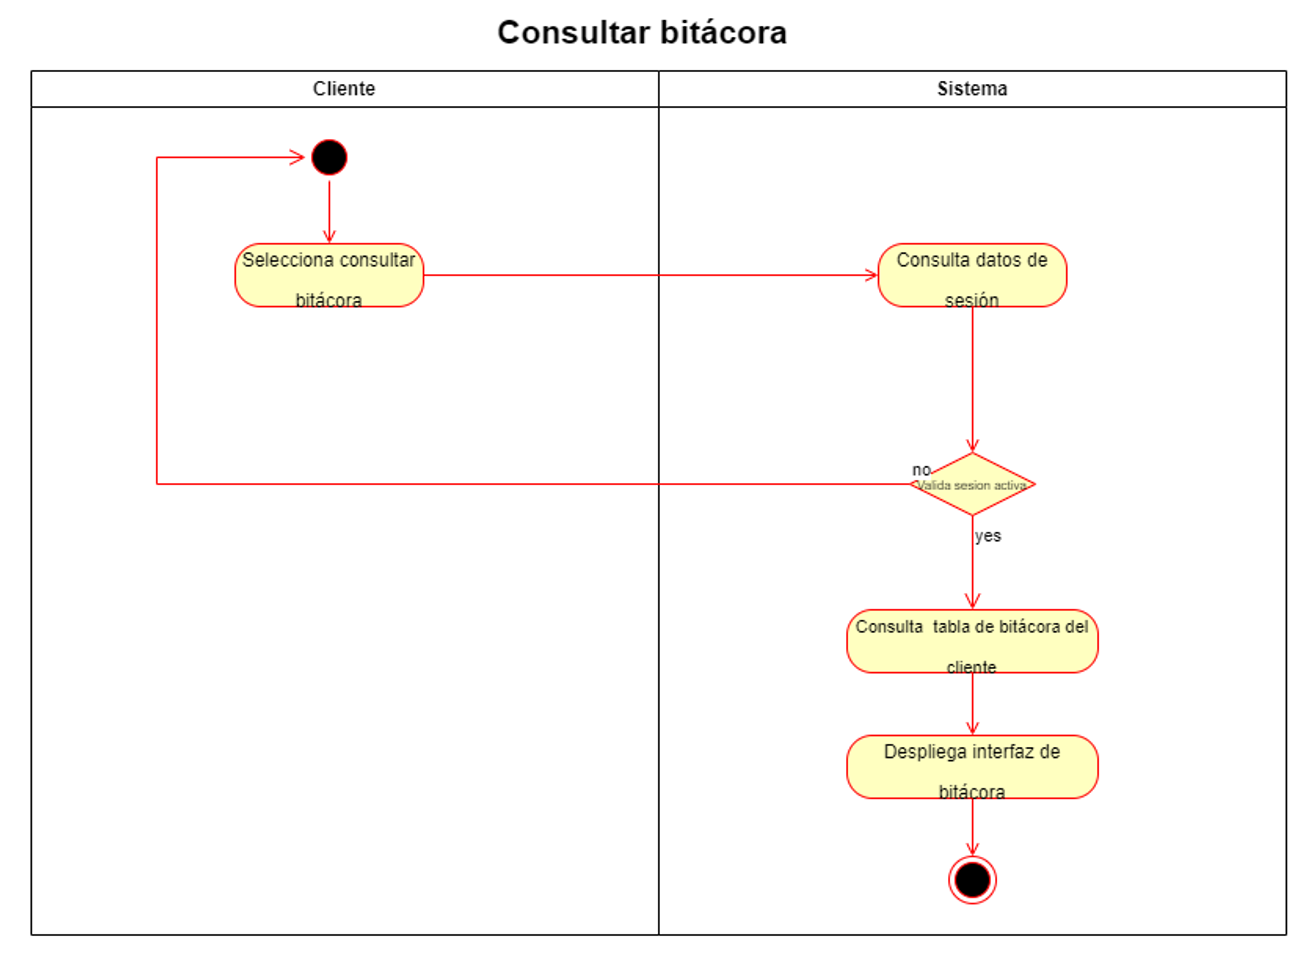 Consultar bitácora
Cliente
Sistema
Selecciona consultar
bitácora
Consulta datos de
sesión
no
Valida sesion activa
yes
Consulta tabla de bitácora del
cliente
Despliega interfaz de
bitácora